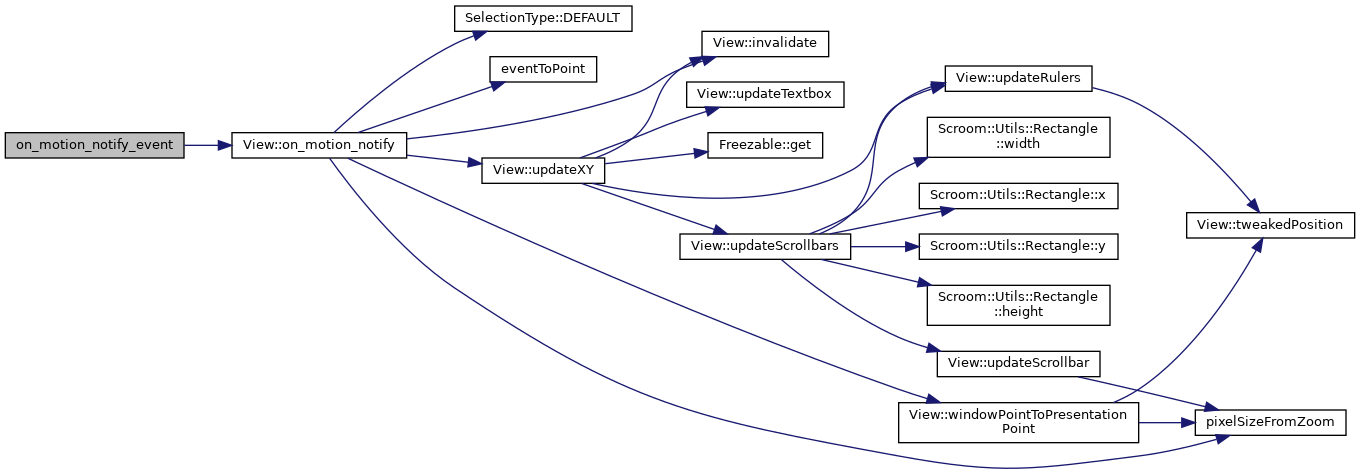 on_motion_notify_event
View::on_motion_notify
SelectionType::DEFAULT
eventToPoint
View::updateXY
View::invalidate
View::updateTextbox
Freezable::get
View::updateScrollbars
View::updateRulers
Scroom::Utils::Rectangle
::width
Scroom::Utils::Rectangle::x
Scroom::Utils::Rectangle::y
Scroom::Utils::Rectangle
::height
View::updateScrollbar
View::windowPointToPresentation
Point
View::tweakedPosition
pixelSizeFromZoom